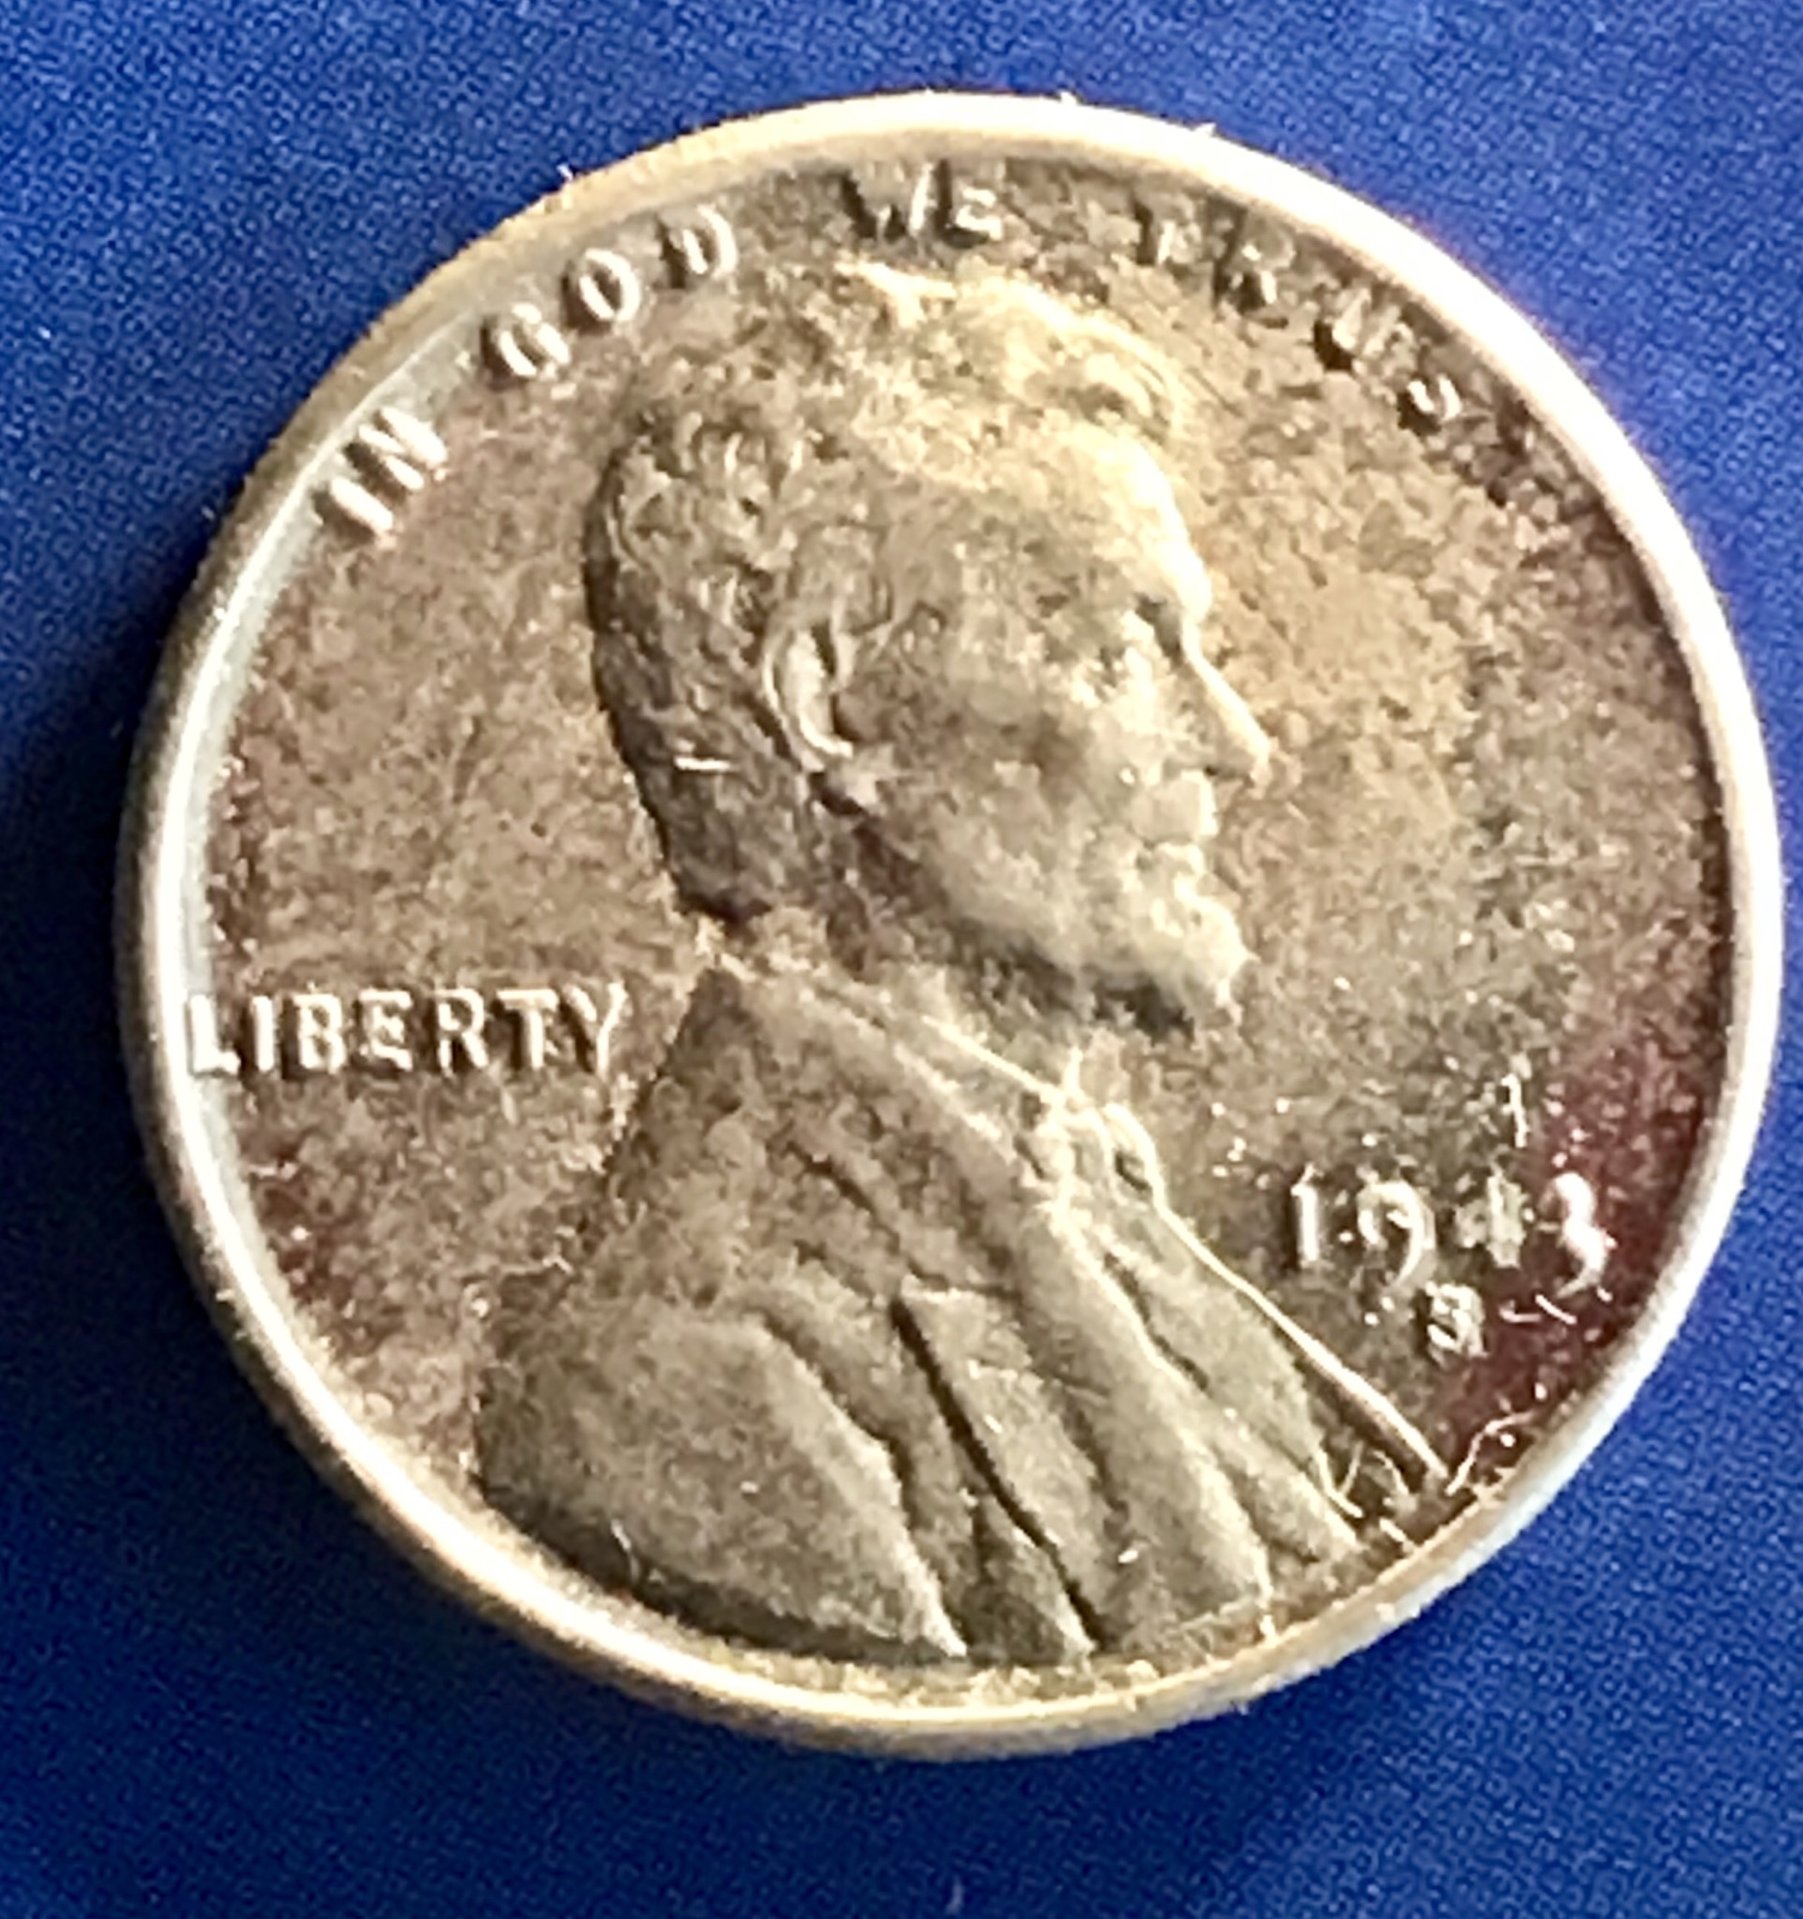 IN GOD WE TRUST
LIBERTY
1943
S